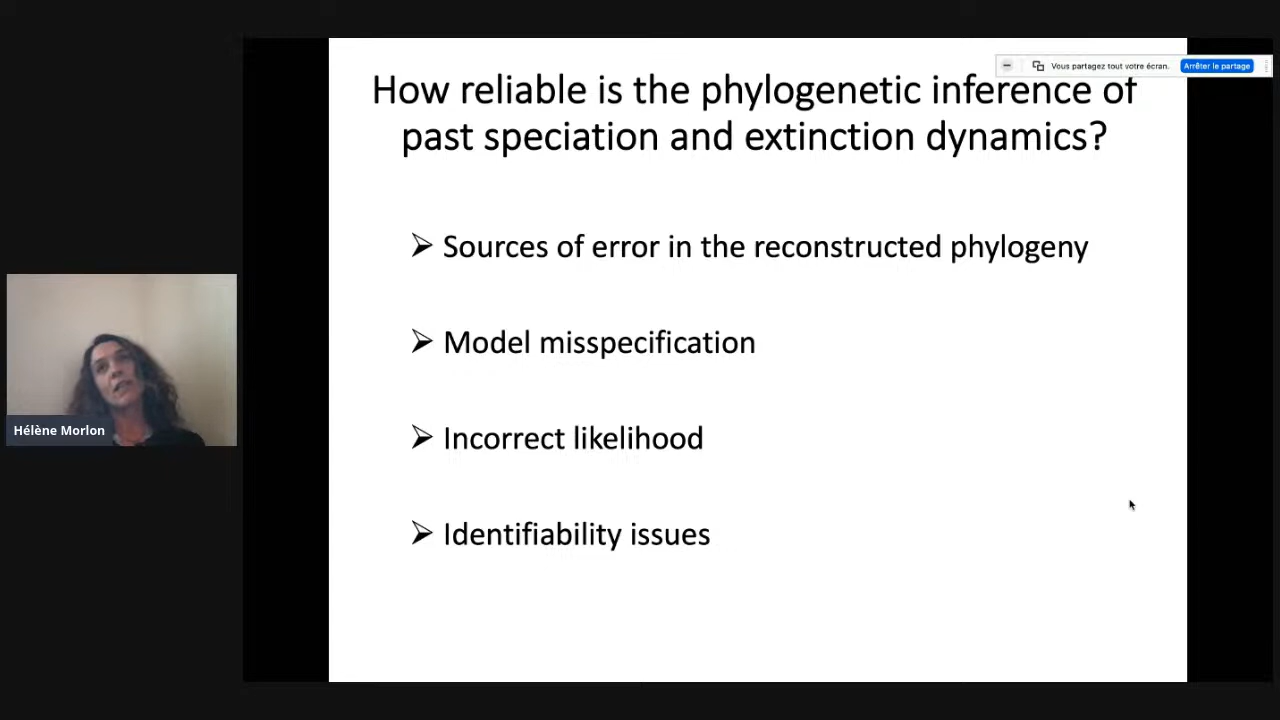 Vous partagez tout votre écran.
Arrêter le partage
How reliable is the phylogenetic inference of
past speciation and extinction dynamics?
➢ Sources of error in the reconstructed phylogeny
➢ Model misspecification
➢ Incorrect likelihood
➢ Identifiability issues
Hélène Morlon